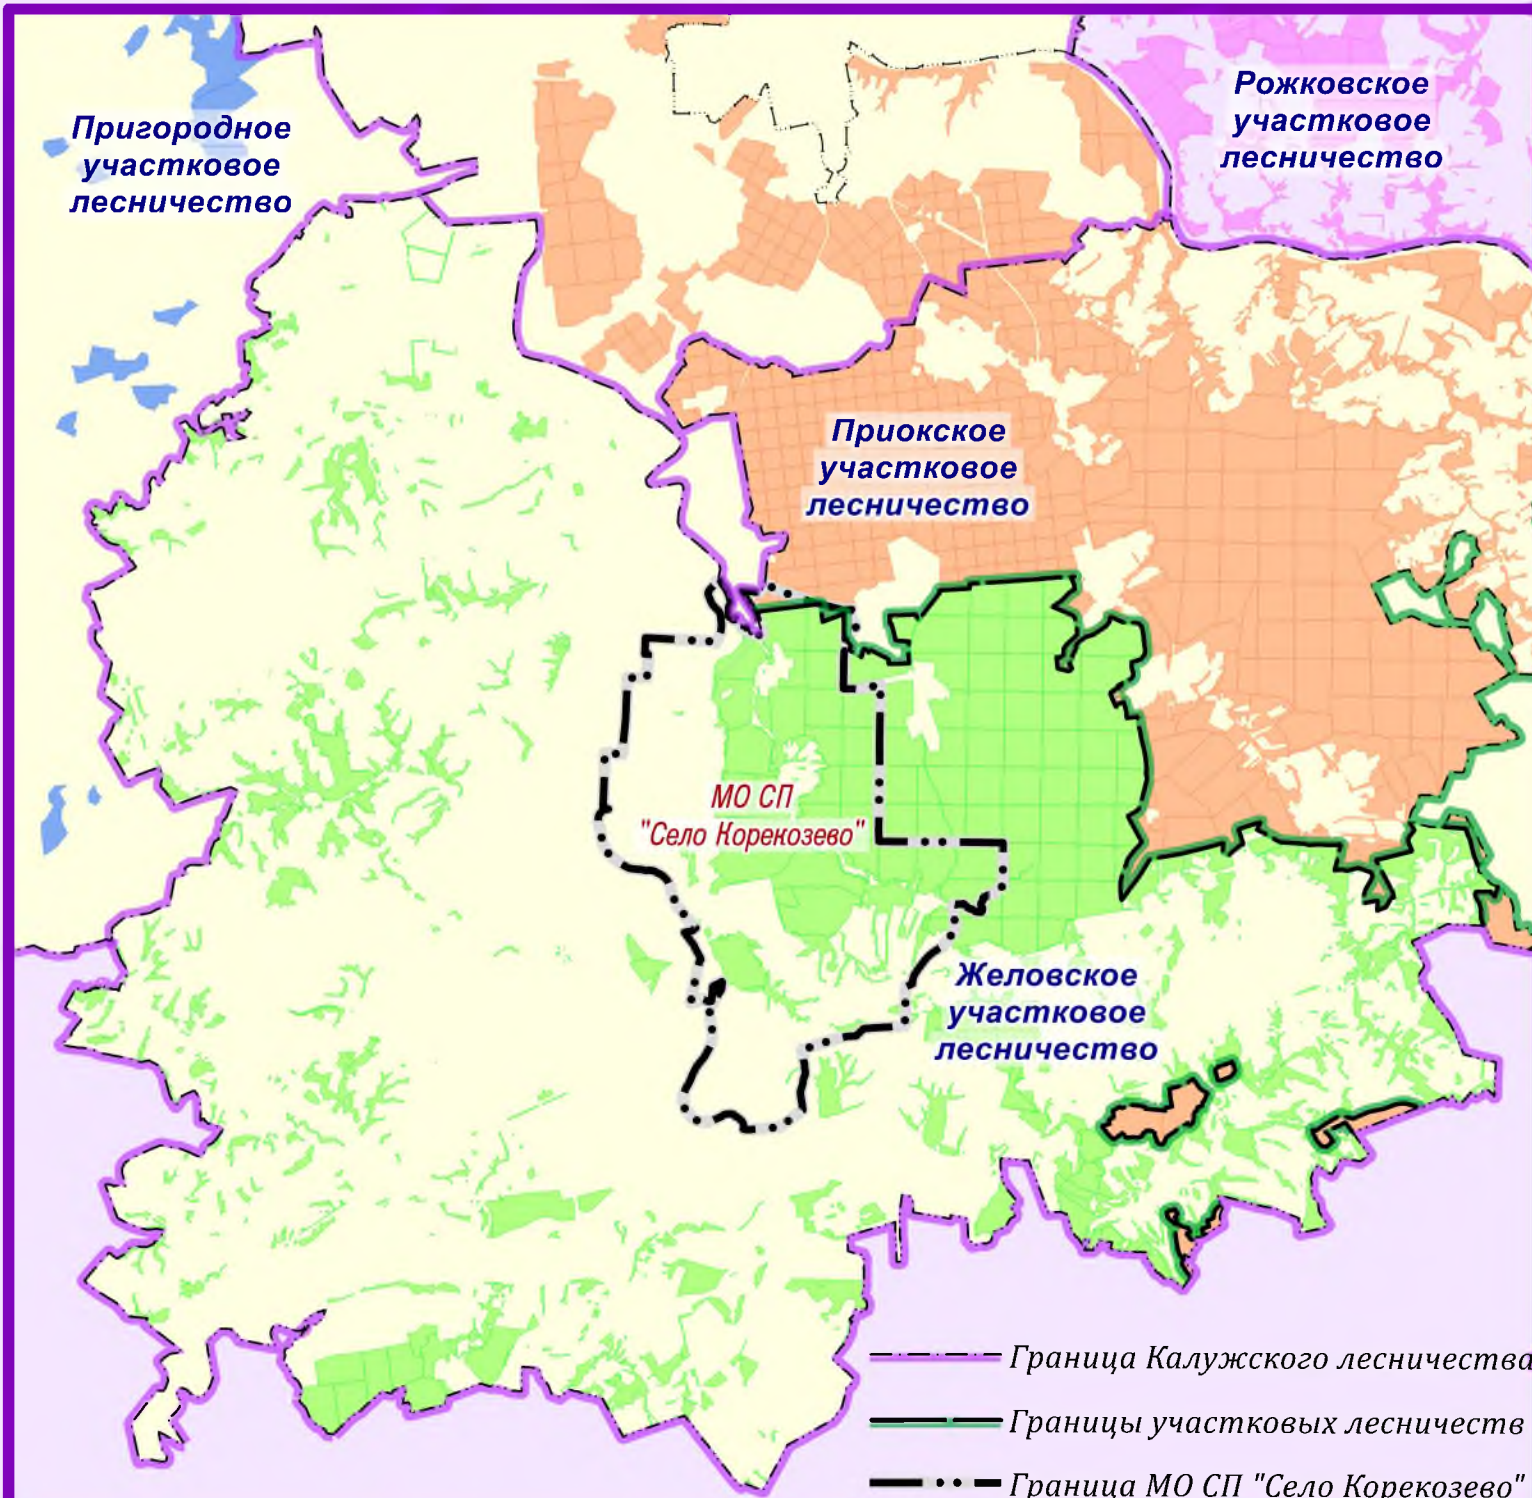 Пригородное
участковое
лесничество
Рожковское
участковое
лесничество
Приокское
участковое
лесничество
МО СП
"Село Корекозево"
Желовское
участковое
лесничество
Граница Калужского лесничества
Границы участковых лесничеств
Граница МО СП "Село Корекозево"